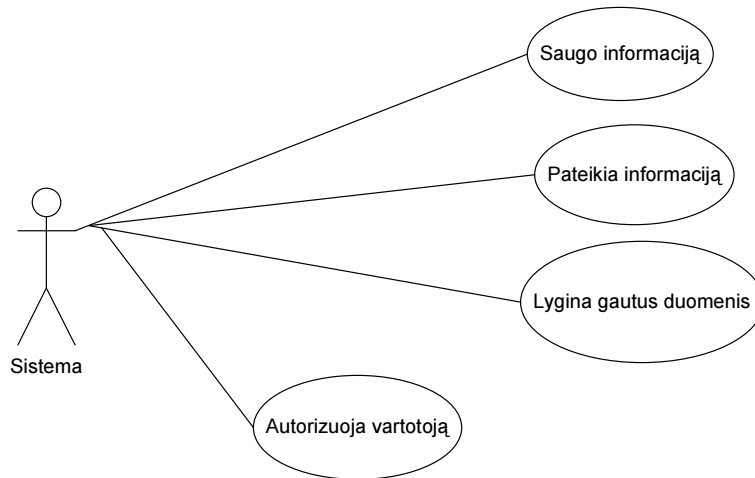 Saugo informaciją
Pateikia informaciją
Lygina gautus duomenis
Sistema
Autorizuoja vartotoją